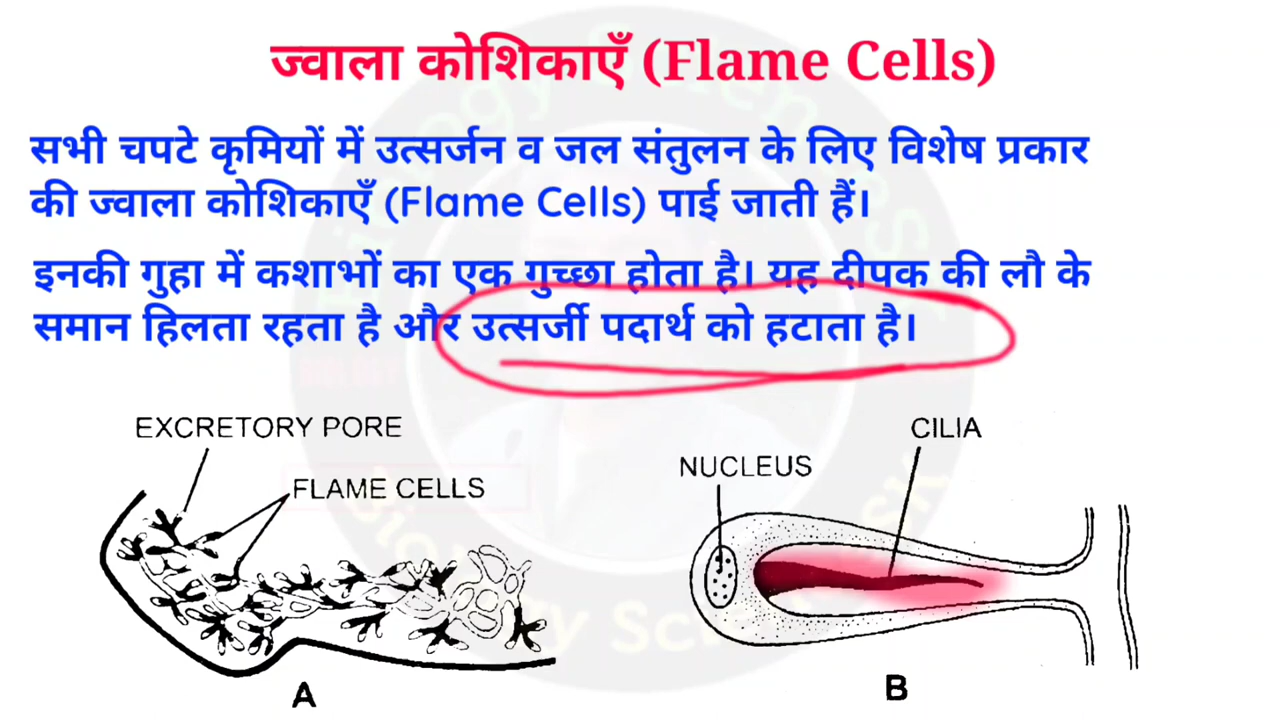 ज्वाला कोशिकाएँ (Flame Cells)
सभी चपटे कृमियों में उत्सर्जन व जल संतुलन के लिए विशेष प्रकार
की ज्वाला कोशिकाएँ (Flame Cells) पाई जाती हैं।
इनकी गुहा में कशाभों का एक गुच्छा होता है। यह दीपक की लौ के
समान हिलता रहता है और उत्सर्जी पदार्थ को हटाता है।
EXCRETORY PORE
FLAME CELLS
A
CILIA
NUCLEUS
B